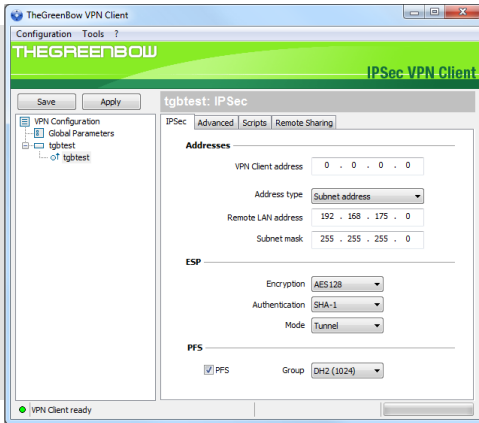 TheGreenBow VPN Client
Configuration Tools ?
THEGREENBOW
IPSec VPN Client
Save Apply
tgbtest: IPSec
VPN Configuration
Global Parameters
tgbtest
tgbtest
IPSec Advanced Scripts Remote Sharing
Addresses
VPN Client address 0 . 0 . 0 . 0
Address type Subnet address
Remote LAN address 192 . 168 . 175 . 0
Subnet mask 255 . 255 . 255 . 0
ESP
Encryption AES128
Authentication SHA-1
Mode Tunnel
PFS
PFS Group DH2 (1024)
VPN Client ready